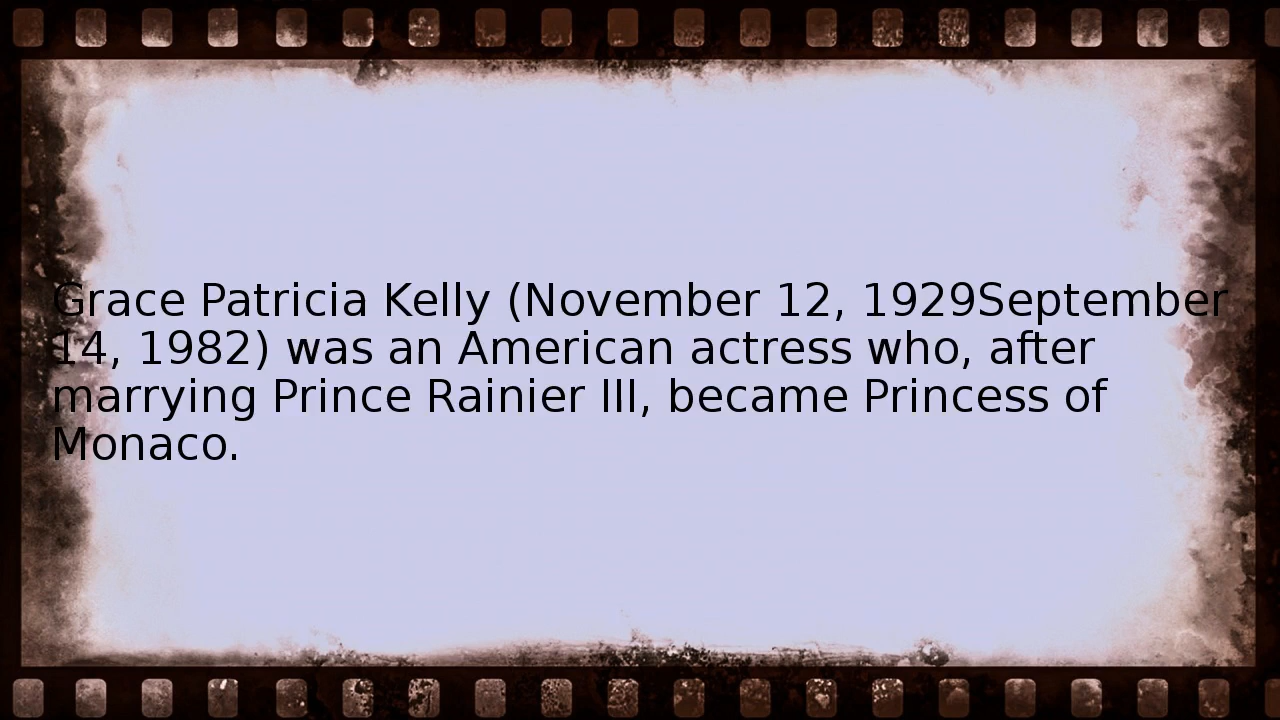 Grace Patricia Kelly (November 12, 1929September
14, 1982) was an American actress who, after
marrying Prince Rainier III, became Princess of
Monaco.